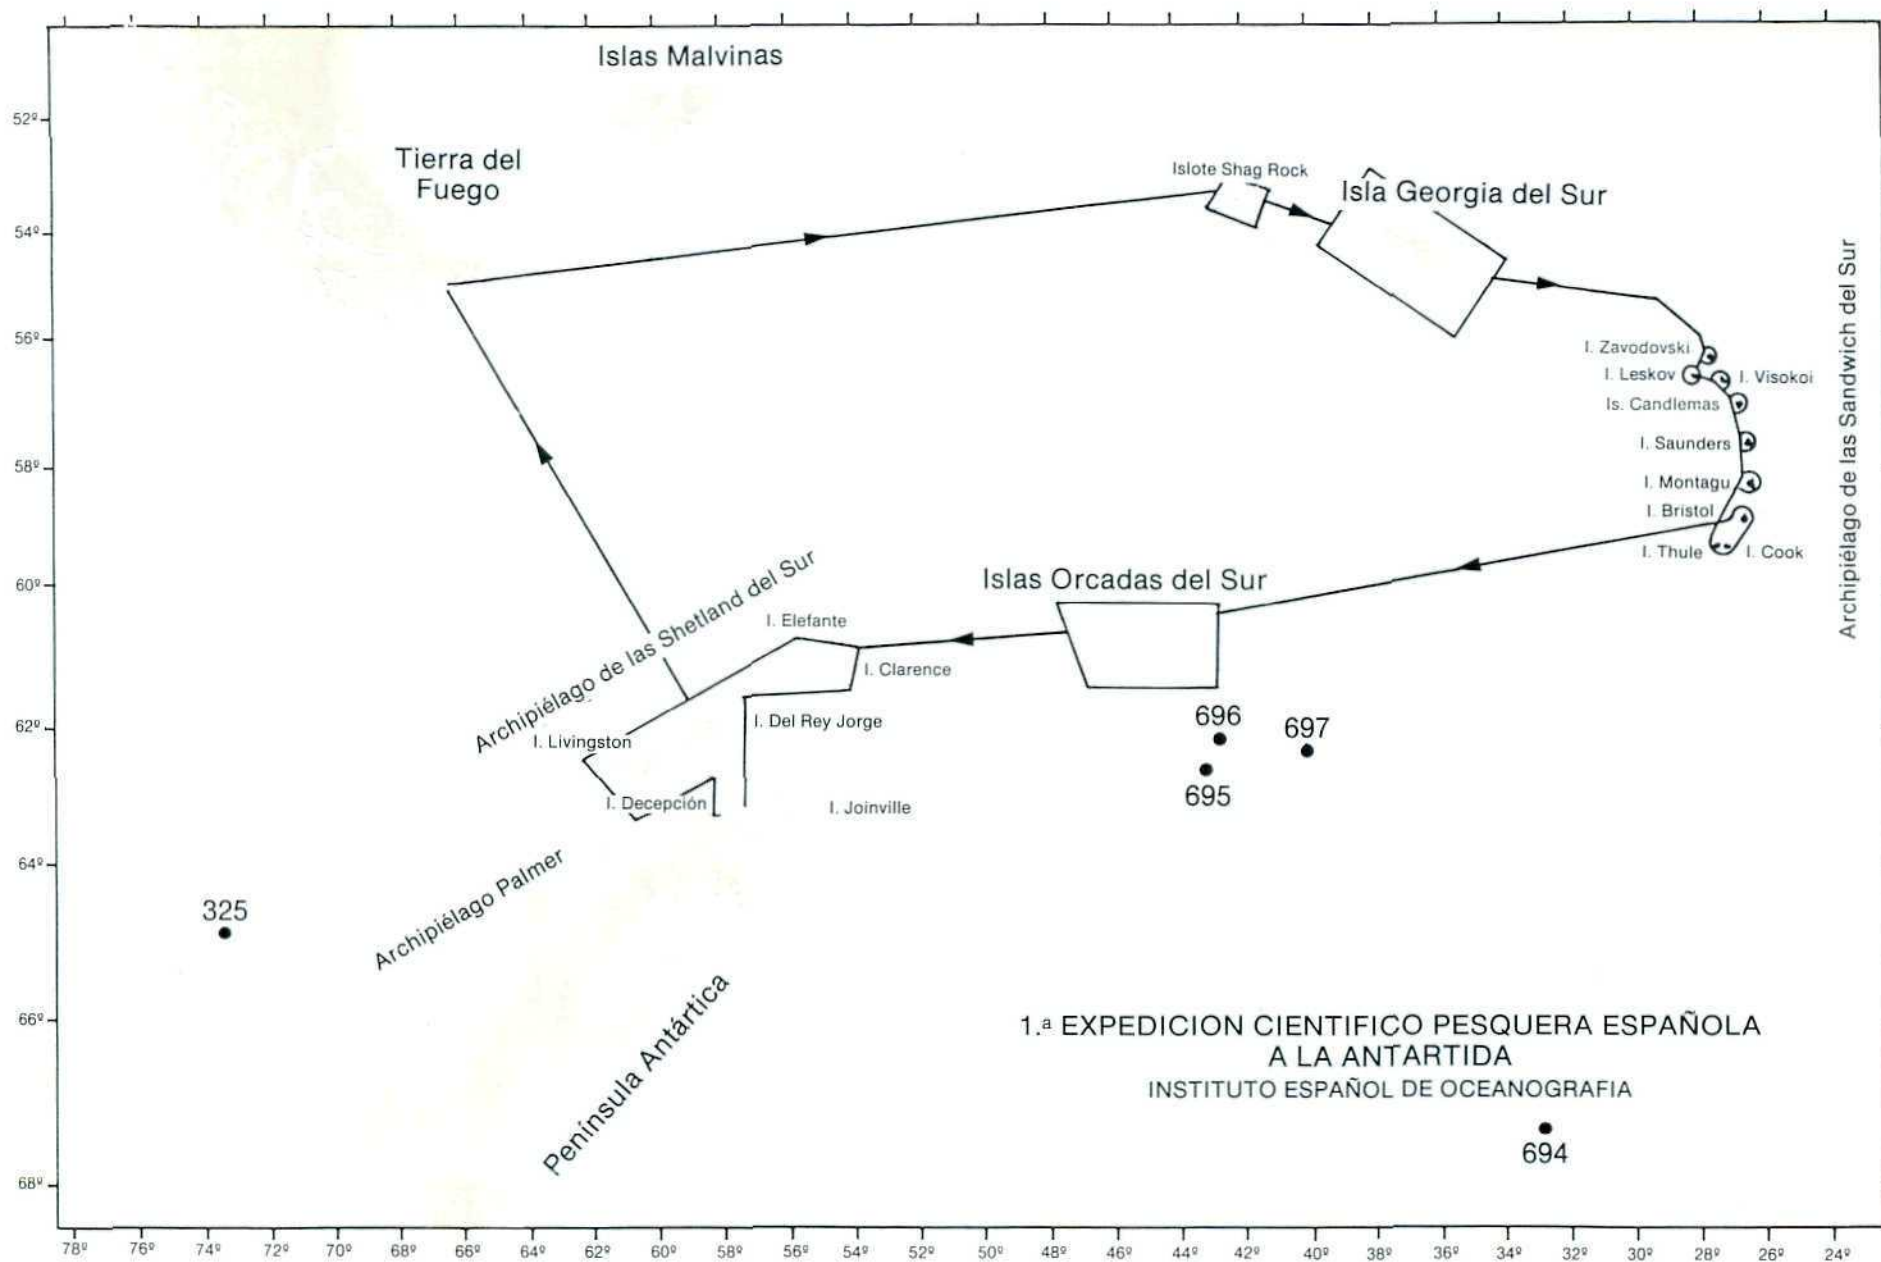 Islas Malvinas
52º
Tierra del
Fuego
Islote Shag Rock
Isla Georgia del Sur
54º
Archipiélago de las Sandwich del Sur
56º
I. Zavodovski
I. Leskov
I. Visokoi
Is. Candlemas
I. Saunders
58º
I. Montagu
I. Bristol
I. Thule
I. Cook
60º
Islas Orcadas del Sur
Archipiélago de las Shetland del Sur
I. Elefante
I. Clarence
62º
I. Del Rey Jorge
696
697
I. Livingston
695
I. Decepción
I. Joinville
64º
Archipiélago Palmer
325
66º
Península Antártica
1.ª EXPEDICION CIENTIFICO PESQUERA ESPAÑOLA
A LA ANTARTIDA
INSTITUTO ESPAÑOL DE OCEANOGRAFIA
694
68º
78º 76º 74º 72º 70º 68º 66º 64º 62º 60º 58º 56º 54º 52º 50º 48º 46º 44º 42º 40º 38º 36º 34º 32º 30º 28º 26º 24º